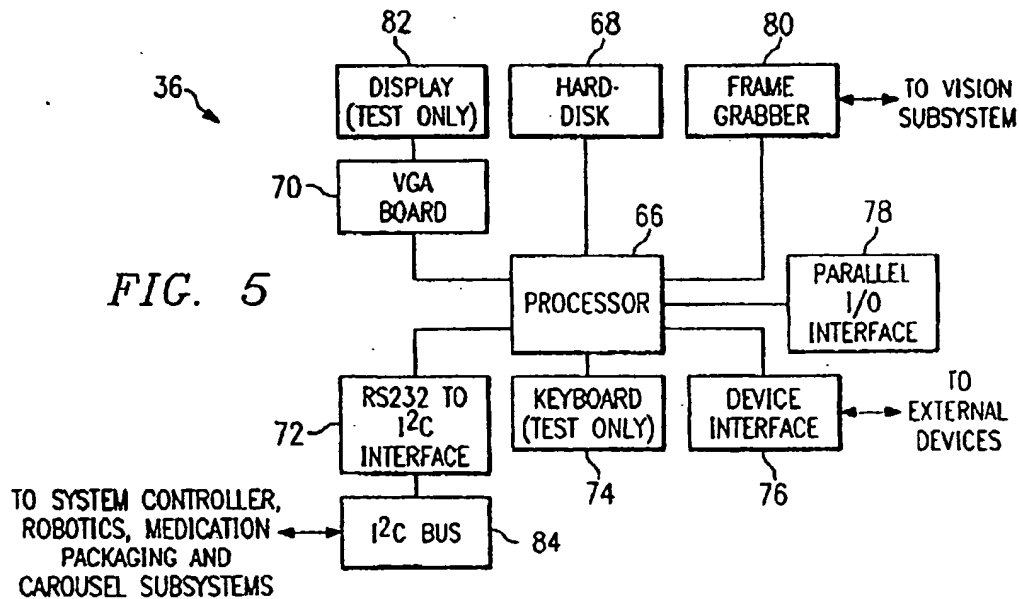 82
68
80
36
DISPLAY
(TEST ONLY)
HARD-
DISK
FRAME
GRABBER
TO VISION
SUBSYSTEM
70
VGA
BOARD
66
78
FIG. 5
PROCESSOR
PARALLEL
I/O
INTERFACE
72
RS232 TO
I²C
INTERFACE
KEYBOARD
(TEST ONLY)
DEVICE
INTERFACE
TO
EXTERNAL
DEVICES
74
76
TO SYSTEM CONTROLLER,
ROBOTICS, MEDICATION
PACKAGING AND
CAROUSEL SUBSYSTEMS
I²C BUS
84